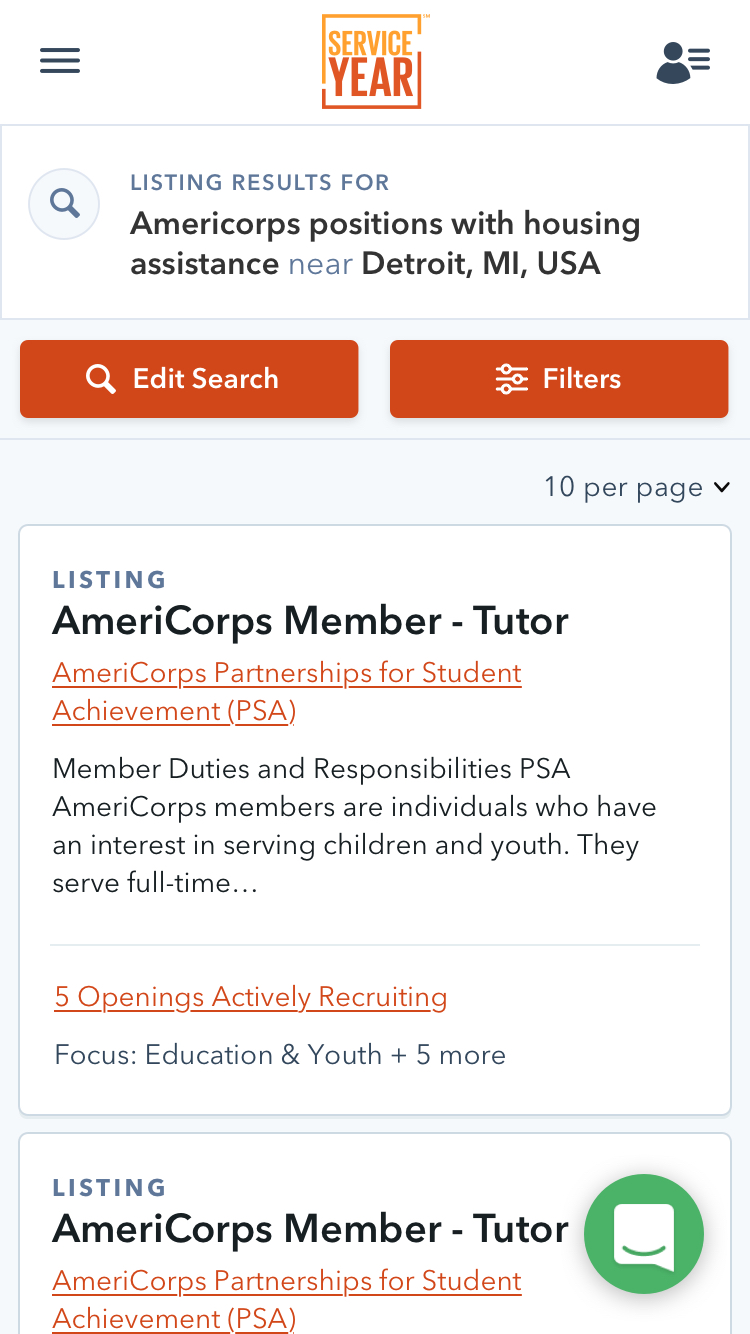 SERVICE
YEAR
™
LISTING RESULTS FOR
Americorps positions with housing
assistance near Detroit, MI, USA
Edit Search
Filters
10 per page
LISTING
AmeriCorps Member - Tutor
AmeriCorps Partnerships for Student
Achievement (PSA)
Member Duties and Responsibilities PSA
AmeriCorps members are individuals who have
an interest in serving children and youth. They
serve full-time…
5 Openings Actively Recruiting
Focus: Education & Youth + 5 more
LISTING
AmeriCorps Member - Tutor
AmeriCorps Partnerships for Student
Achievement (PSA)